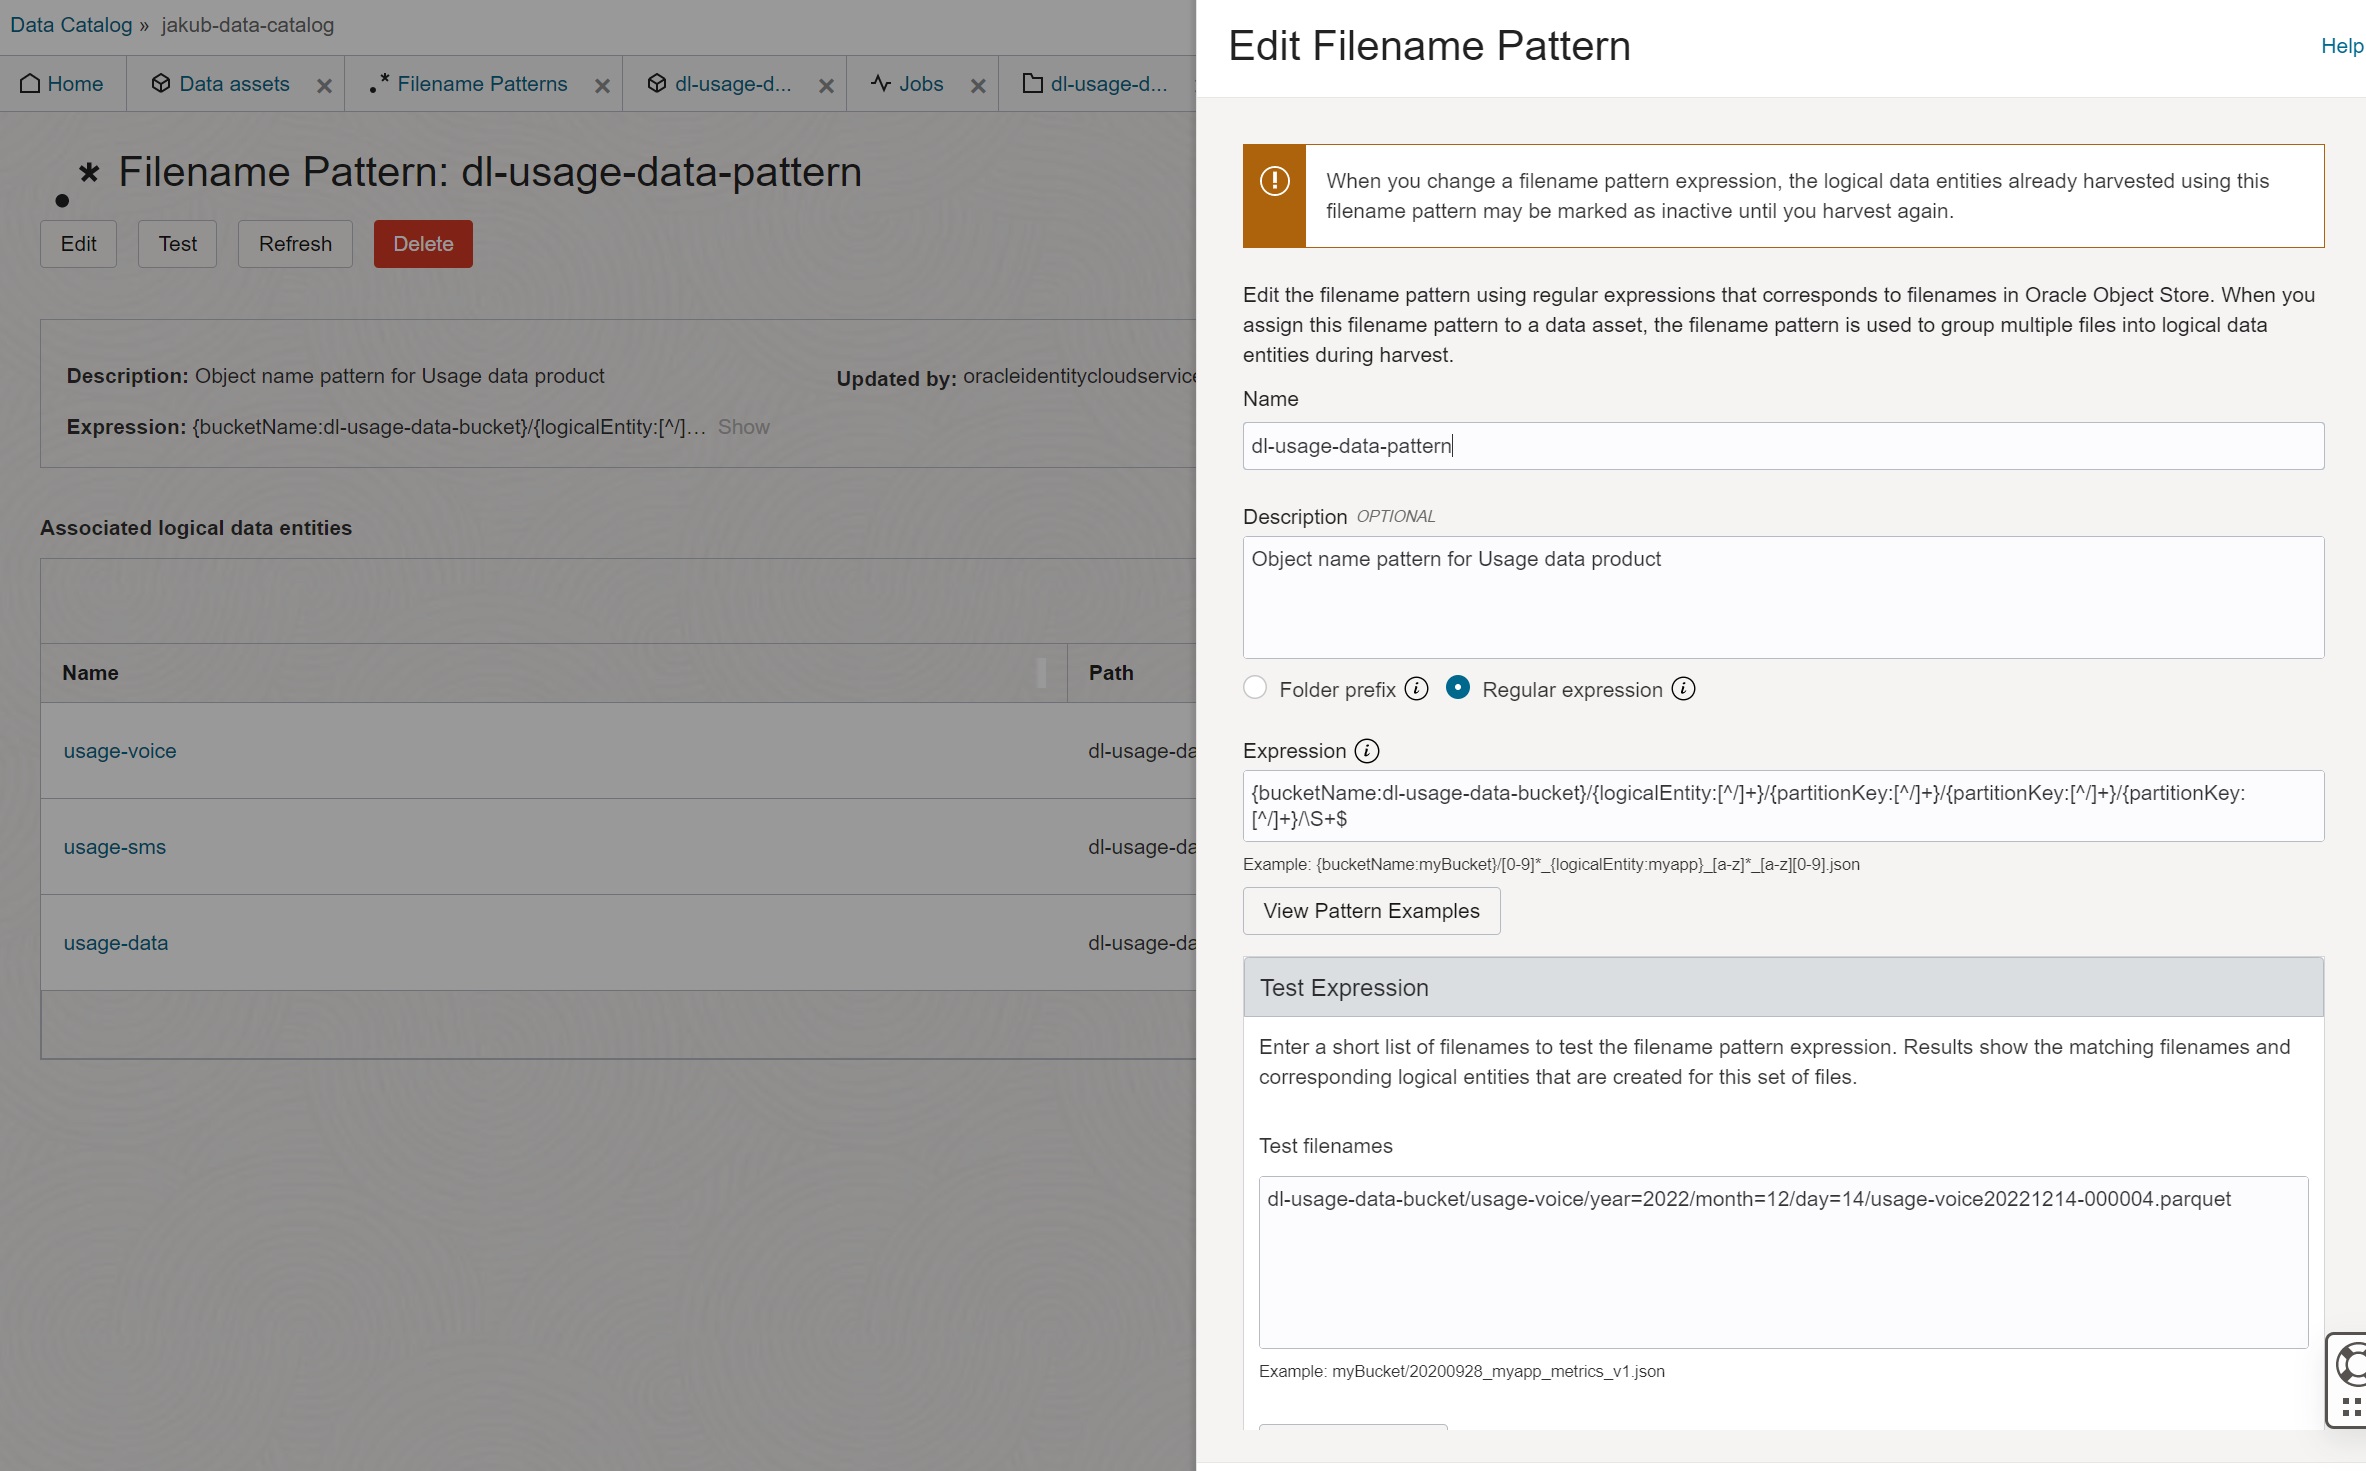 Data Catalog » jakub-data-catalog
Home
Data assets
Filename Patterns
dl-usage-d...
Jobs
dl-usage-d...
.* Filename Pattern: dl-usage-data-pattern
Edit
Test
Refresh
Delete
Description: Object name pattern for Usage data product
Updated by: oracleidentitycloudservice
Expression: {bucketName:dl-usage-data-bucket}/{logicalEntity:[^/]... Show
Associated logical data entities
Name
Path
usage-voice
dl-usage-da
usage-sms
dl-usage-da
usage-data
dl-usage-da
Edit Filename Pattern
Help
When you change a filename pattern expression, the logical data entities already harvested using this
filename pattern may be marked as inactive until you harvest again.
Edit the filename pattern using regular expressions that corresponds to filenames in Oracle Object Store. When you
assign this filename pattern to a data asset, the filename pattern is used to group multiple files into logical data
entities during harvest.
Name
dl-usage-data-pattern
Description OPTIONAL
Object name pattern for Usage data product
Folder prefix
Regular expression
Expression
{bucketName:dl-usage-data-bucket}/{logicalEntity:[^/]+}/{partitionKey:[^/]+}/{partitionKey:[^/]+}/{partitionKey:
[^/]+}/\S+$
Example: {bucketName:myBucket}/[0-9]*_{logicalEntity:myapp}_[a-z]*_[a-z][0-9].json
View Pattern Examples
Test Expression
Enter a short list of filenames to test the filename pattern expression. Results show the matching filenames and
corresponding logical entities that are created for this set of files.
Test filenames
dl-usage-data-bucket/usage-voice/year=2022/month=12/day=14/usage-voice20221214-000004.parquet
Example: myBucket/20200928_myapp_metrics_v1.json